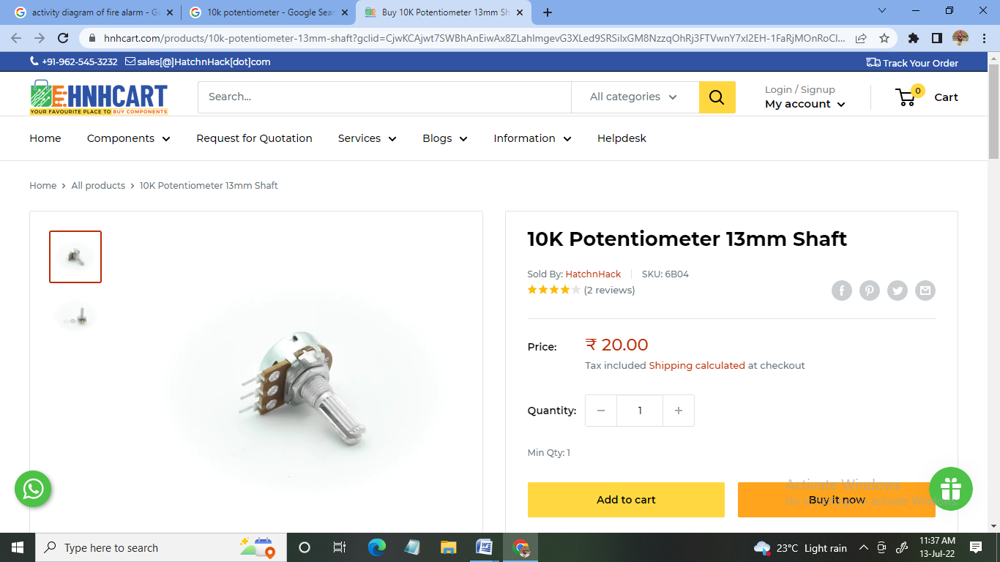 activity diagram of fire alarm - Go
10k potentiometer - Google Sear
Buy 10K Potentiometer 13mm Sh
hnhcart.com/products/10k-potentiometer-13mm-shaft?gclid=
+91-962-545-3232 sales[@]HatchnHack[dot]com
Track Your Order
E:HNHCART
YOUR FAVOURITE PLACE TO BUY COMPONENTS
Search...
All categories
Login / Signup
My account
0
Cart
Home Components Request for Quotation Services Blogs Information Helpdesk
Home > All products > 10K Potentiometer 13mm Shaft
10K Potentiometer 13mm Shaft
Sold By: HatchnHack SKU: 6B04
(2 reviews)
Price: ₹ 20.00
Tax included Shipping calculated at checkout
Quantity: − 1 +
Min Qty: 1
Activate Windows
Add to cart
Buy it now
Type here to search
23°C Light rain
11:37 AM
13-Jul-22